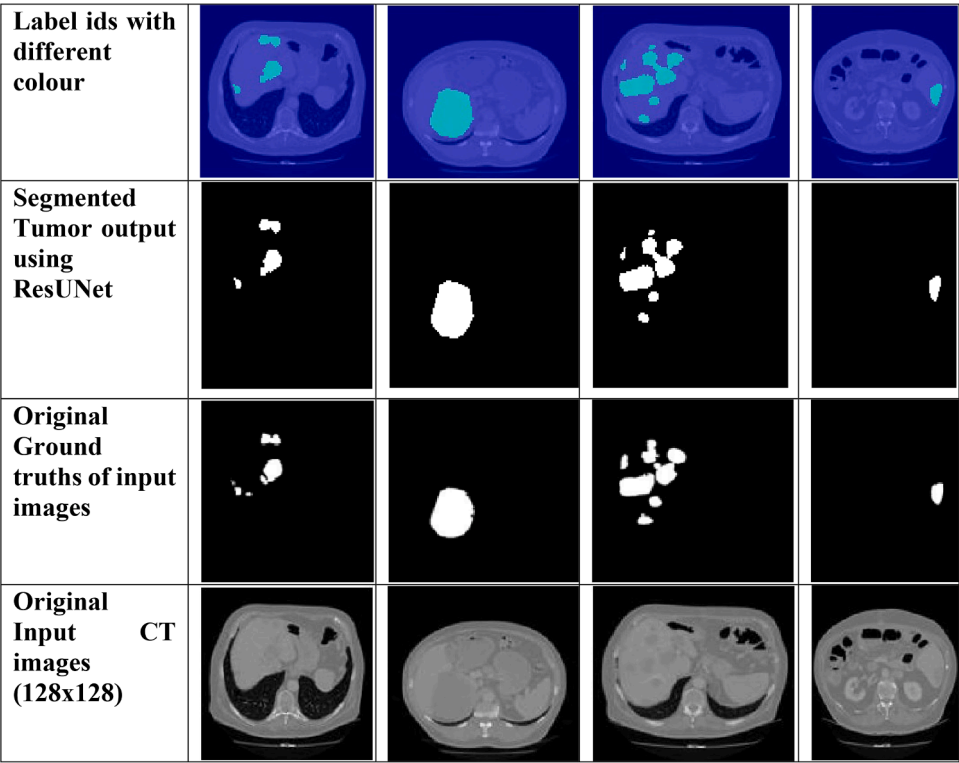 Label ids with
different
colour
Segmented
Tumor output
using
ResUNet
Original
Ground
truths of input
images
Original
Input CT
images
(128x128)